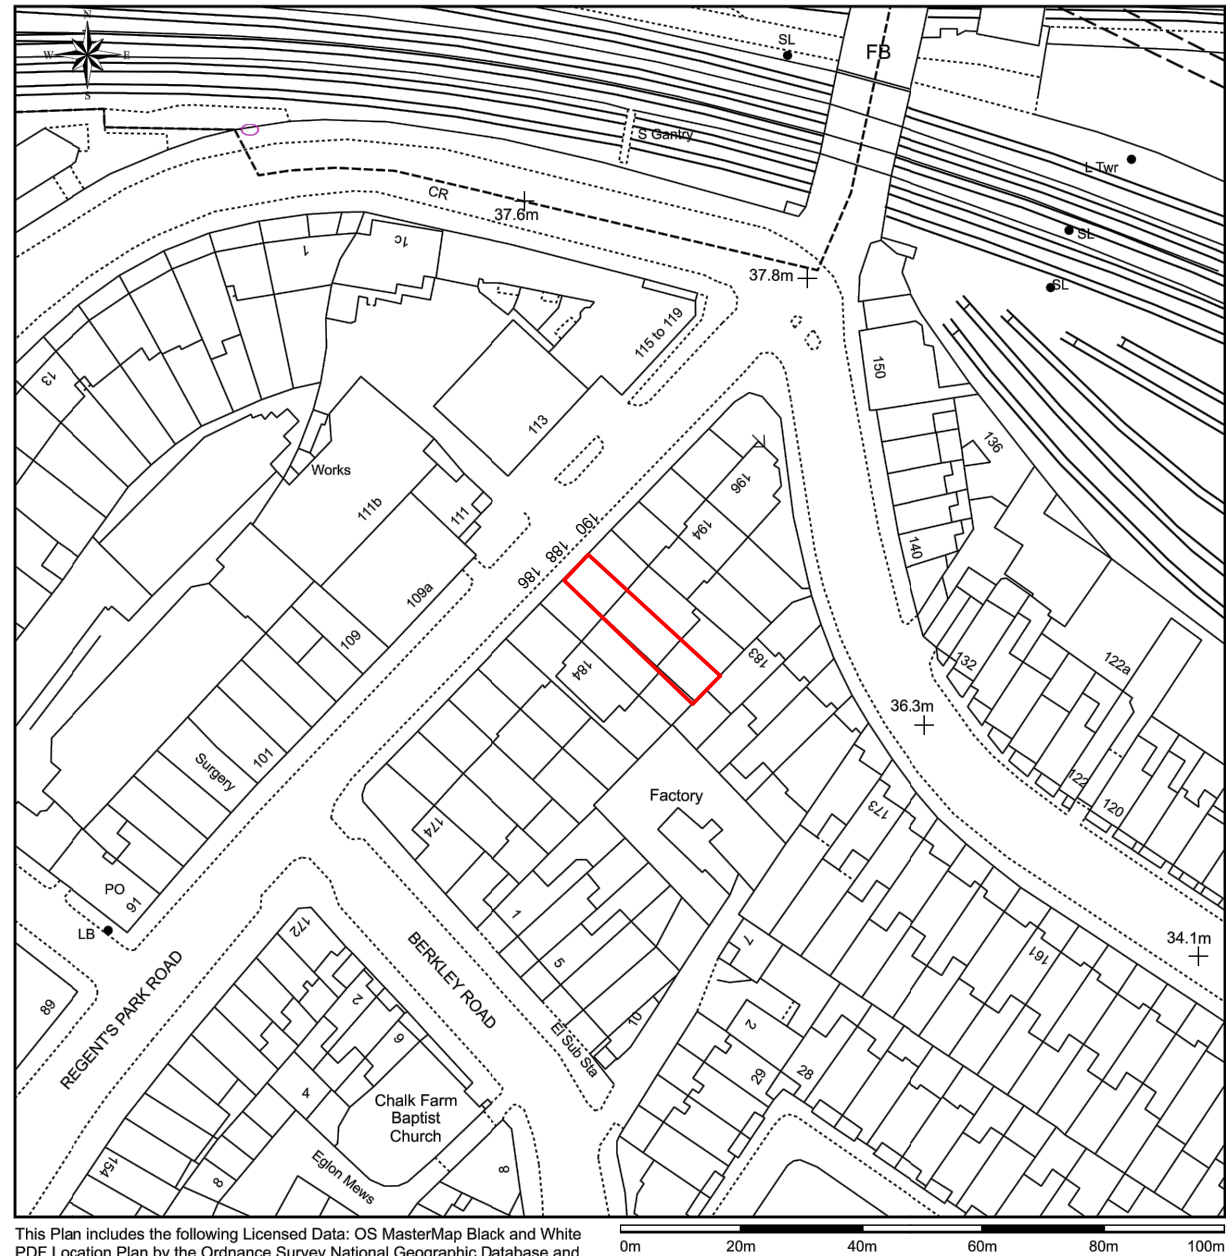 N
W E
S
SL
FB
S Gantry
L Twr
SL
SL
CR
37.6m
37.8m
1
1c
13
115 to 119
150
136
113
Works
111b
111
196
194
190
188
186
140
109a
109
184
183
132
122a
36.3m
101
Surgery
Factory
174
173
122
120
PO
91
LB
172
1
5
7
161
34.1m
89
REGENT'S PARK ROAD
BERKLEY ROAD
2
9
10
El Sub Sta
2
29
28
4
Chalk Farm
Baptist
Church
154
8
Eglon Mews
8
This Plan includes the following Licensed Data: OS MasterMap Black and White
PDF Location Plan by the Ordnance Survey National Geographic Database and
0m 20m 40m 60m 80m 100m